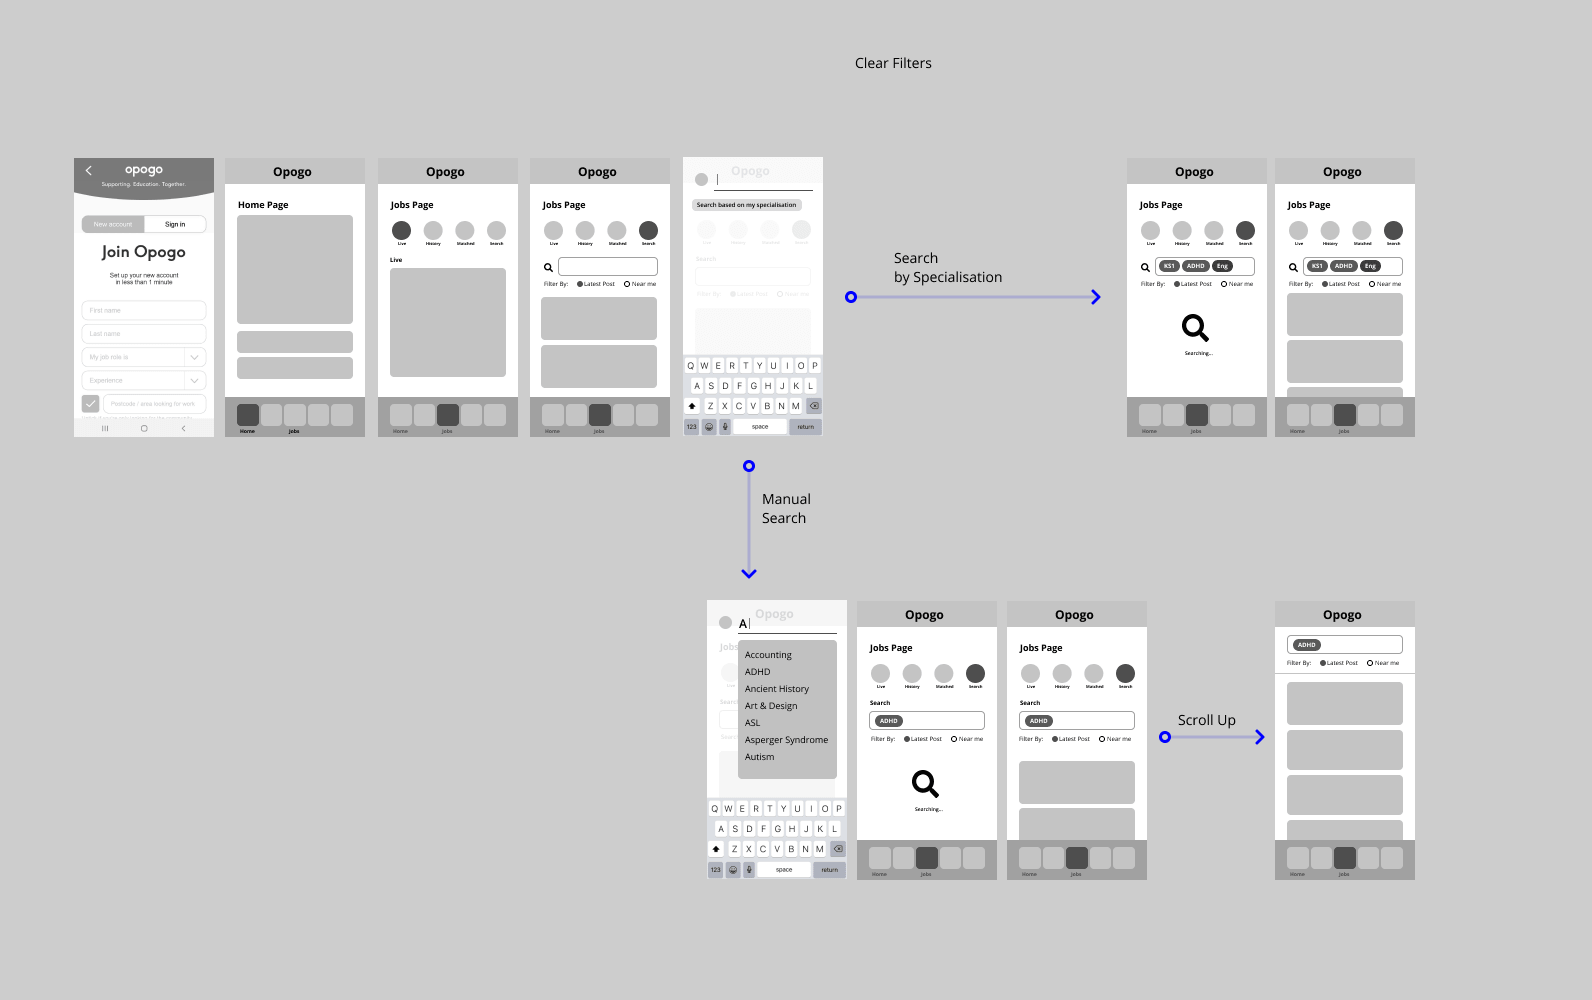 Clear Filters
opogo
Supporting. Education. Together.
New account
Sign in
Join Opogo
Set up your new account
in less than 1 minute
First name
Last name
My job role is
Experience
Postcode / area looking for work
Opogo
Home Page
Home
Jobs
Opogo
Jobs Page
Live
History
Matched
Search
Live
Home
Jobs
Opogo
Jobs Page
Live
History
Matched
Search
Filter By:
Latest Post
Near me
Home
Jobs
Opogo
Search based on my specialisation
Live
History
Matched
Search
Search
Filter By:
Latest Post
Near me
Q W E R T Y U I O P
A S D F G H J K L
Z X C V B N M
123
space
return
Search
by Specialisation
Opogo
Jobs Page
Live
History
Matched
Search
KS1
ADHD
Eng
Filter By:
Latest Post
Near me
Searching...
Home
Jobs
Opogo
Jobs Page
Live
History
Matched
Search
KS1
ADHD
Eng
Filter By:
Latest Post
Near me
Home
Jobs
Manual
Search
Opogo
A
Jobs
Live
Search
Accounting
ADHD
Ancient History
Art & Design
ASL
Asperger Syndrome
Autism
Q W E R T Y U I O P
A S D F G H J K L
Z X C V B N M
123
space
return
Opogo
Jobs Page
Live
History
Matched
Search
Search
ADHD
Filter By:
Latest Post
Near me
Searching...
Home
Jobs
Opogo
Jobs Page
Live
History
Matched
Search
Search
ADHD
Filter By:
Latest Post
Near me
Home
Jobs
Scroll Up
Opogo
ADHD
Filter By:
Latest Post
Near me
Home
Jobs